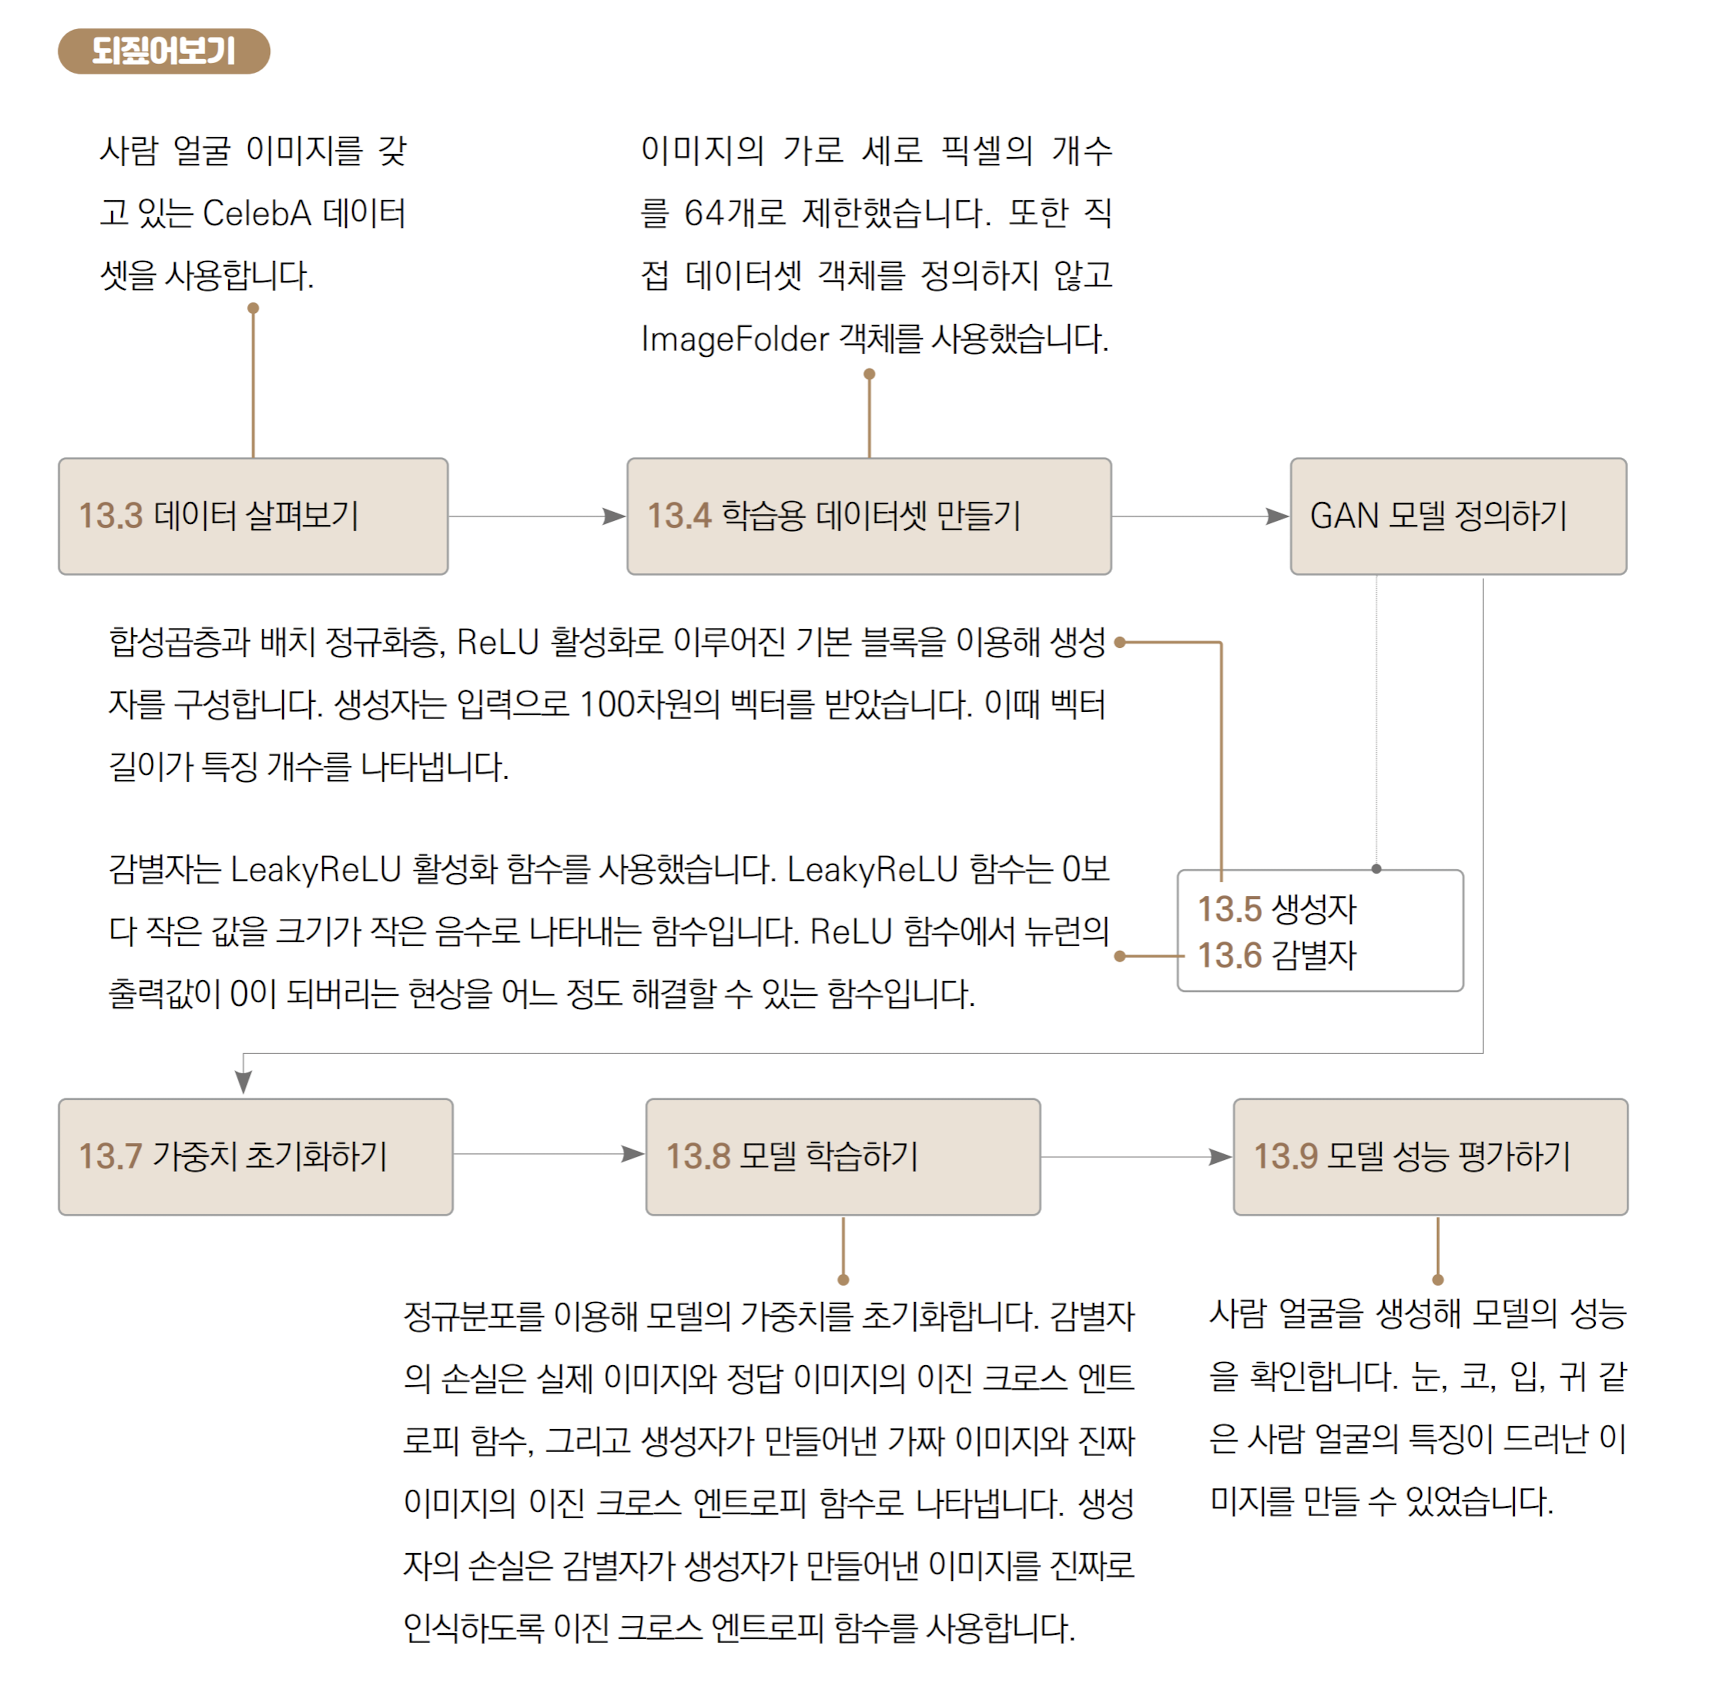 되짚어보기
사람 얼굴 이미지를 갖
고 있는 CelebA 데이터
셋을 사용합니다.
이미지의 가로 세로 픽셀의 개수
를 64개로 제한했습니다. 또한 직
접 데이터셋 객체를 정의하지 않고
ImageFolder 객체를 사용했습니다.
13.3 데이터 살펴보기
13.4 학습용 데이터셋 만들기
GAN 모델 정의하기
합성곱층과 배치 정규화층, ReLU 활성화로 이루어진 기본 블록을 이용해 생성
자를 구성합니다. 생성자는 입력으로 100차원의 벡터를 받았습니다. 이때 벡터
길이가 특징 개수를 나타냅니다.
감별자는 LeakyReLU 활성화 함수를 사용했습니다. LeakyReLU 함수는 0보
다 작은 값을 크기가 작은 음수로 나타내는 함수입니다. ReLU 함수에서 뉴런의
출력값이 0이 되버리는 현상을 어느 정도 해결할 수 있는 함수입니다.
13.5 생성자
13.6 감별자
13.7 가중치 초기화하기
13.8 모델 학습하기
13.9 모델 성능 평가하기
정규분포를 이용해 모델의 가중치를 초기화합니다. 감별자
의 손실은 실제 이미지와 정답 이미지의 이진 크로스 엔트
로피 함수, 그리고 생성자가 만들어낸 가짜 이미지와 진짜
이미지의 이진 크로스 엔트로피 함수로 나타냅니다. 생성
자의 손실은 감별자가 생성자가 만들어낸 이미지를 진짜로
인식하도록 이진 크로스 엔트로피 함수를 사용합니다.
사람 얼굴을 생성해 모델의 성능
을 확인합니다. 눈, 코, 입, 귀 같
은 사람 얼굴의 특징이 드러난 이
미지를 만들 수 있었습니다.